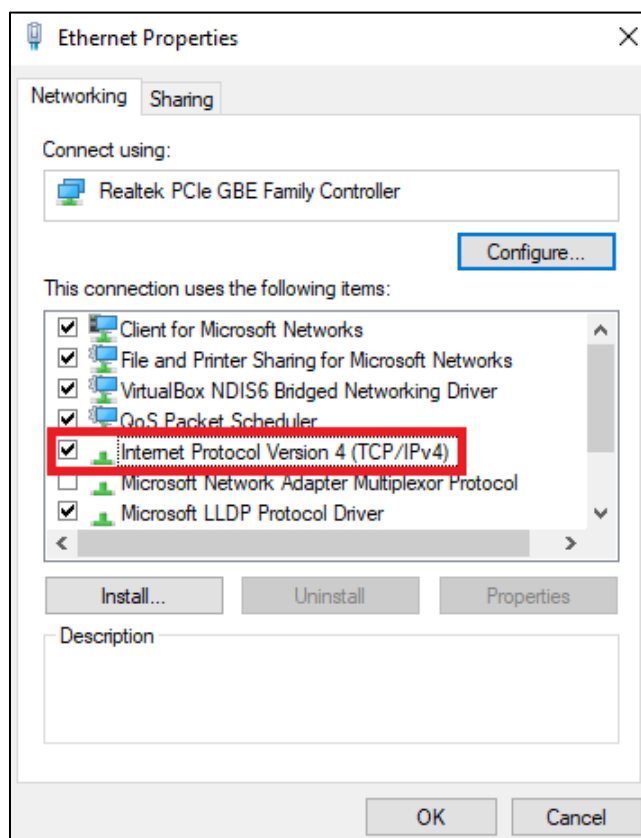 Ethernet Properties
Networking
Sharing
Connect using:
Realtek PCIe GBE Family Controller
Configure...
This connection uses the following items:
Client for Microsoft Networks
File and Printer Sharing for Microsoft Networks
VirtualBox NDIS6 Bridged Networking Driver
QoS Packet Scheduler
Internet Protocol Version 4 (TCP/IPv4)
Microsoft Network Adapter Multiplexor Protocol
Microsoft LLDP Protocol Driver
Install...
Uninstall
Properties
Description
OK
Cancel